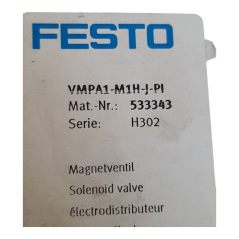 FESTO
VMPA1-M1H-J-PI
Mat.-Nr.: 533343
Serie: H302
Magnetventil
Solenoid valve
électrodistributeur